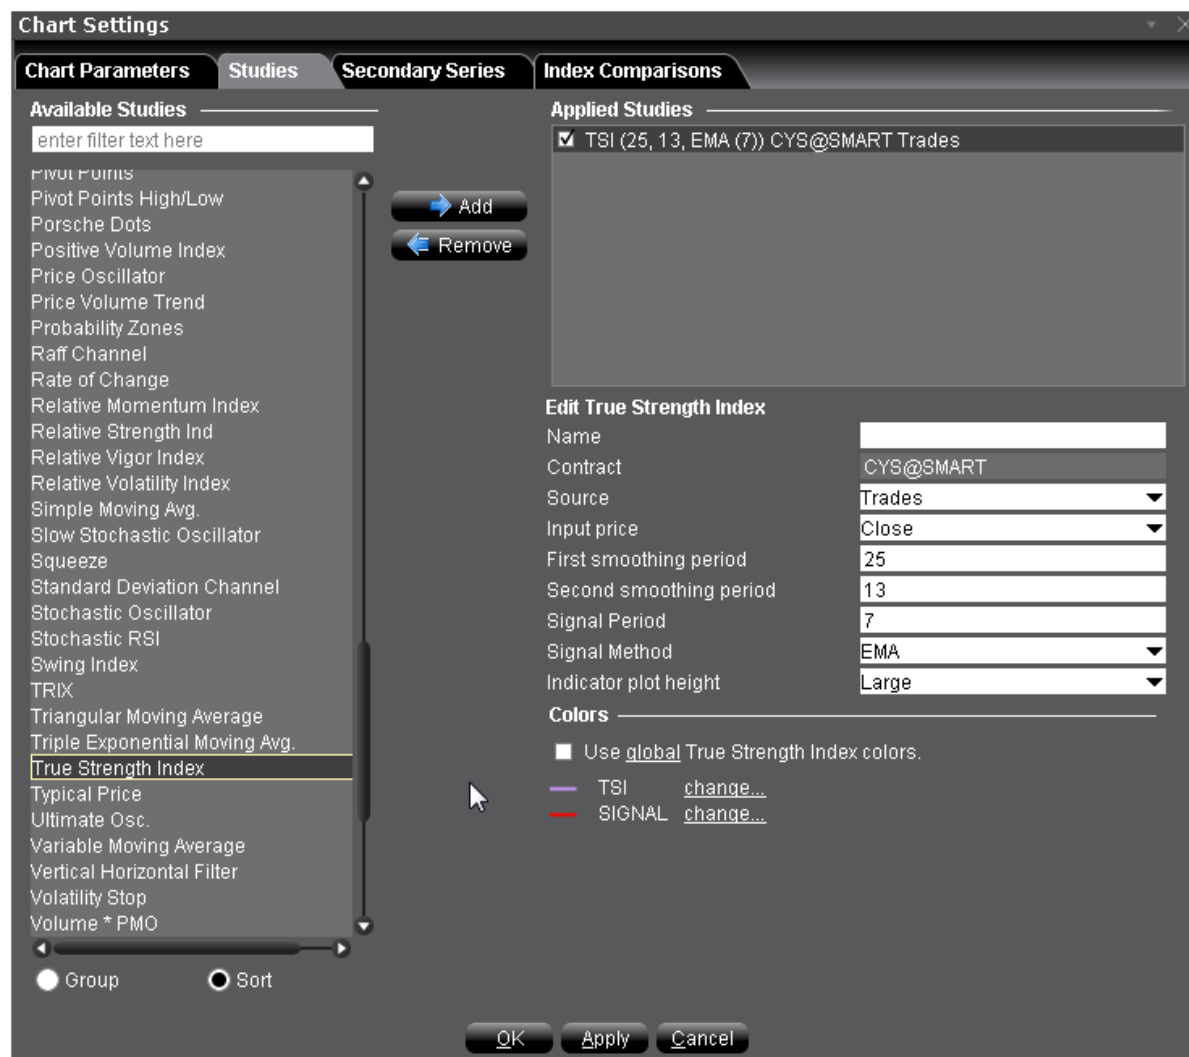 Chart Settings
Chart Parameters Studies Secondary Series Index Comparisons
Available Studies
enter filter text here
Pivot Points
Pivot Points High/Low
Porsche Dots
Positive Volume Index
Price Oscillator
Price Volume Trend
Probability Zones
Raff Channel
Rate of Change
Relative Momentum Index
Relative Strength Ind
Relative Vigor Index
Relative Volatility Index
Simple Moving Avg.
Slow Stochastic Oscillator
Squeeze
Standard Deviation Channel
Stochastic Oscillator
Stochastic RSI
Swing Index
TRIX
Triangular Moving Average
Triple Exponential Moving Avg.
True Strength Index
Typical Price
Ultimate Osc.
Variable Moving Average
Vertical Horizontal Filter
Volatility Stop
Volume * PMO
Group Sort
Add
Remove
Applied Studies
TSI (25, 13, EMA (7)) CYS@SMART Trades
Edit True Strength Index
Name
Contract CYS@SMART
Source Trades
Input price Close
First smoothing period 25
Second smoothing period 13
Signal Period 7
Signal Method EMA
Indicator plot height Large
Colors
Use global True Strength Index colors.
TSI change...
SIGNAL change...
OK Apply Cancel